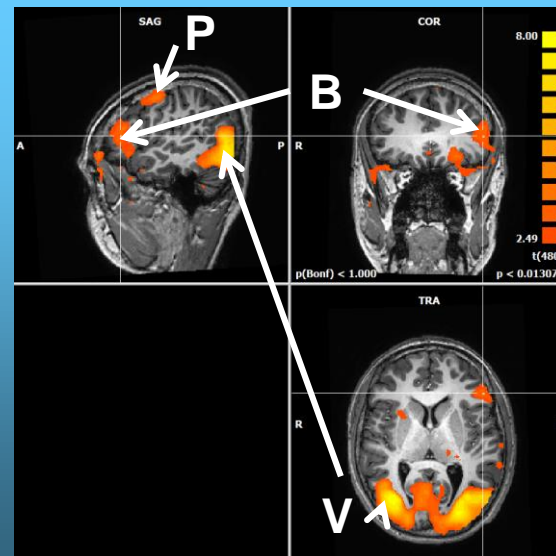 SAG
P
A
P
COR
8.00
B
R
2.49
t(480
p(Bonf) < 1.000
p < 0.01307
TRA
R
V